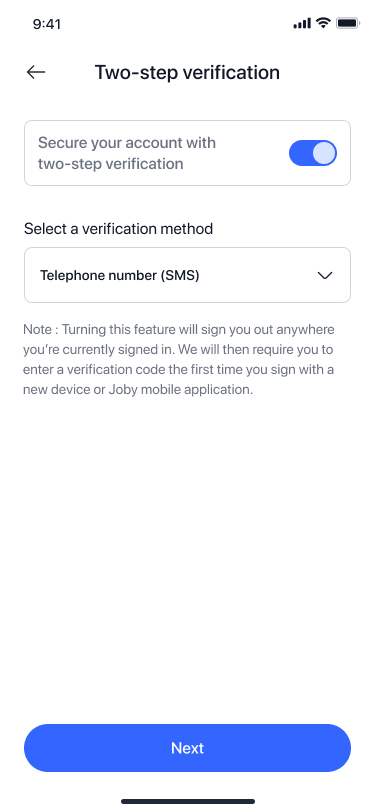 9:41
Two-step verification
Secure your account with
two-step verification
Select a verification method
Telephone number (SMS)
Note : Turning this feature will sign you out anywhere
you’re currently signed in. We will then require you to
enter a verification code the first time you sign with a
new device or Joby mobile application.
Next